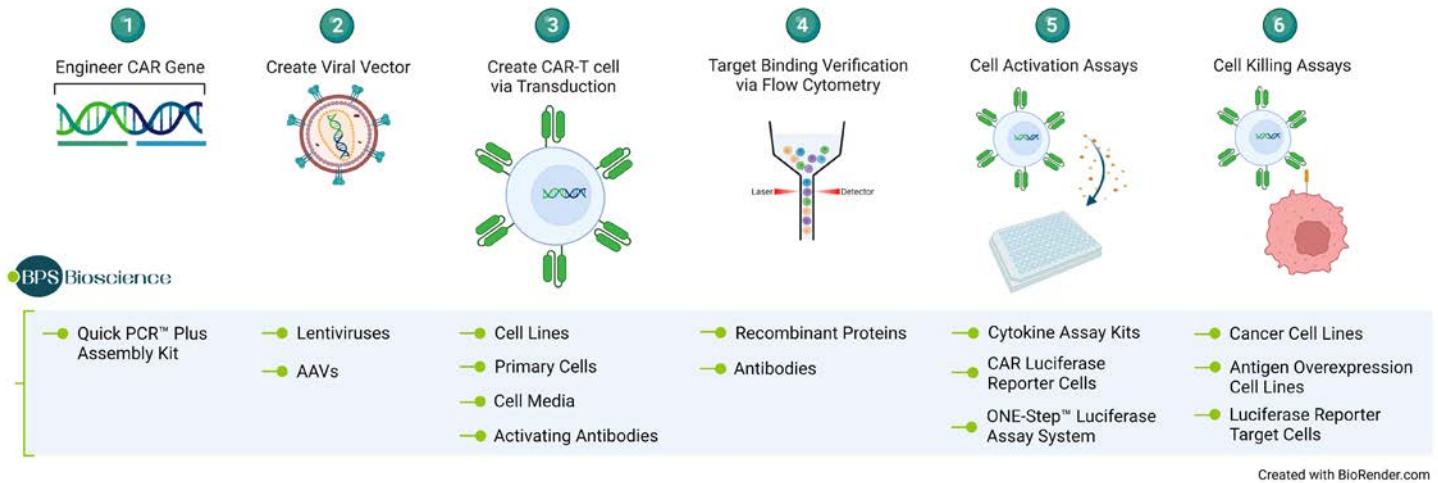 1
Engineer CAR Gene
2
Create Viral Vector
3
Create CAR-T cell
via Transduction
4
Target Binding Verification
via Flow Cytometry
Laser
Detector
5
Cell Activation Assays
6
Cell Killing Assays
BPS Bioscience
Quick PCR™ Plus
Assembly Kit
Lentiviruses
AAVs
Cell Lines
Primary Cells
Cell Media
Activating Antibodies
Recombinant Proteins
Antibodies
Cytokine Assay Kits
CAR Luciferase
Reporter Cells
ONE-Step™ Luciferase
Assay System
Cancer Cell Lines
Antigen Overexpression
Cell Lines
Luciferase Reporter
Target Cells
Created with BioRender.com